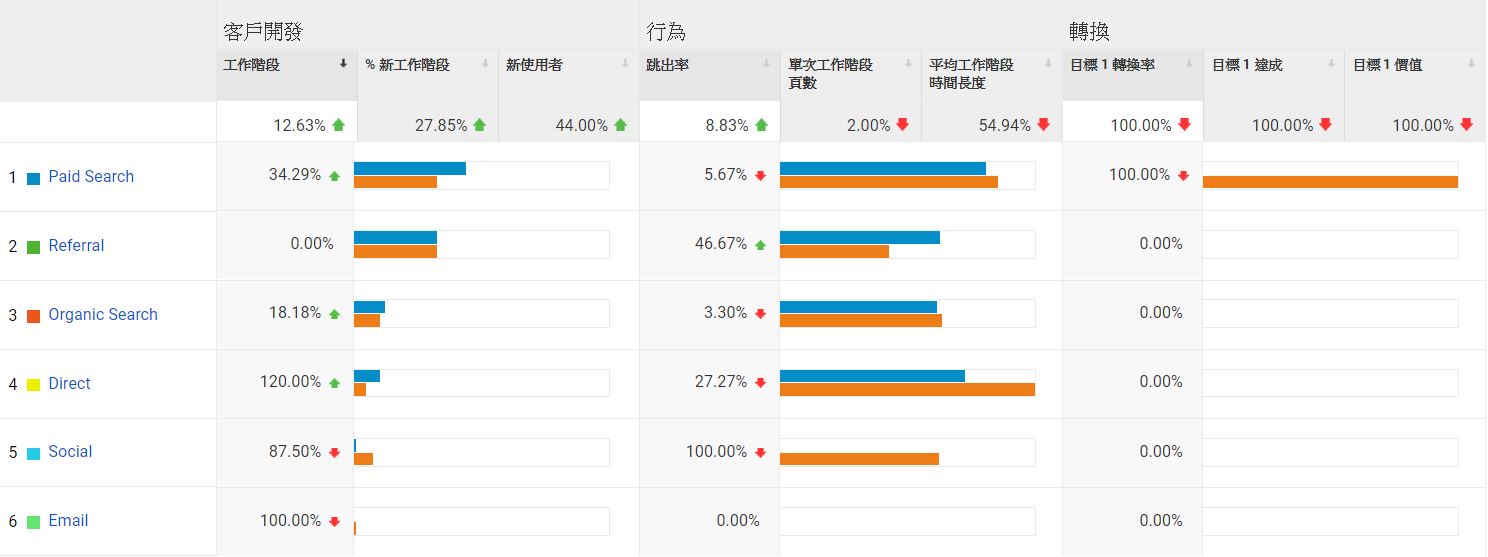 客戶開發 行為 轉換
工作階段 % 新工作階段 新使用者 跳出率 單次工作階段 平均工作階段 目標 1 轉換率 目標 1 達成 目標 1 價值
頁數 時間長度
12.63% 27.85% 44.00% 8.83% 2.00% 54.94% 100.00% 100.00% 100.00%
1 Paid Search 34.29% 5.67% 100.00%
2 Referral 0.00% 46.67% 0.00%
3 Organic Search 18.18% 3.30% 0.00%
4 Direct 120.00% 27.27% 0.00%
5 Social 87.50% 100.00% 0.00%
6 Email 100.00% 0.00% 0.00%